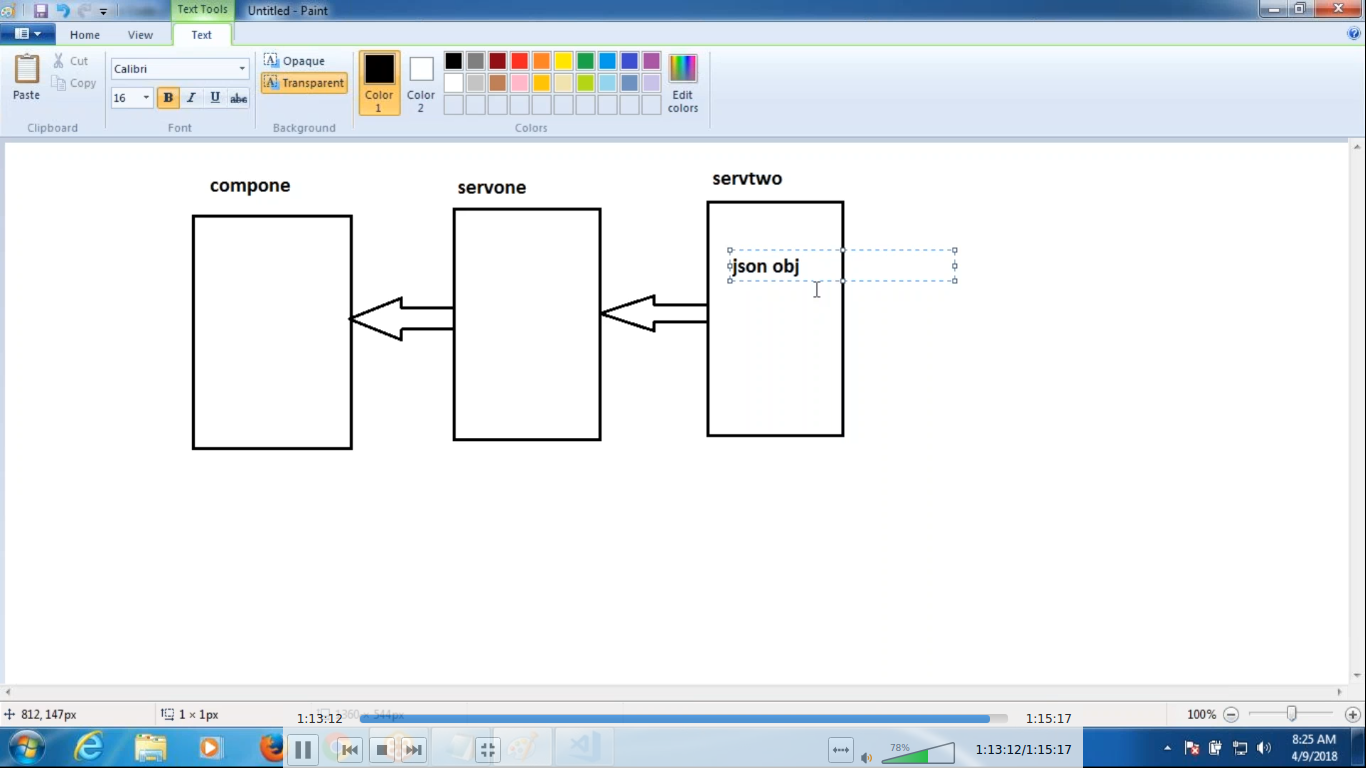 Text Tools
Untitled - Paint
Home
View
Text
Paste
Cut
Copy
Clipboard
Calibri
16
B I U abc
Font
Opaque
Transparent
Background
Color 1
Color 2
Edit colors
Colors
compone
servone
servtwo
json obj
812, 147px
1 × 1px
1360 × 544px
100%
1:13:12
1:15:17
78%
1:13:12/1:15:17
8:25 AM
4/9/2018